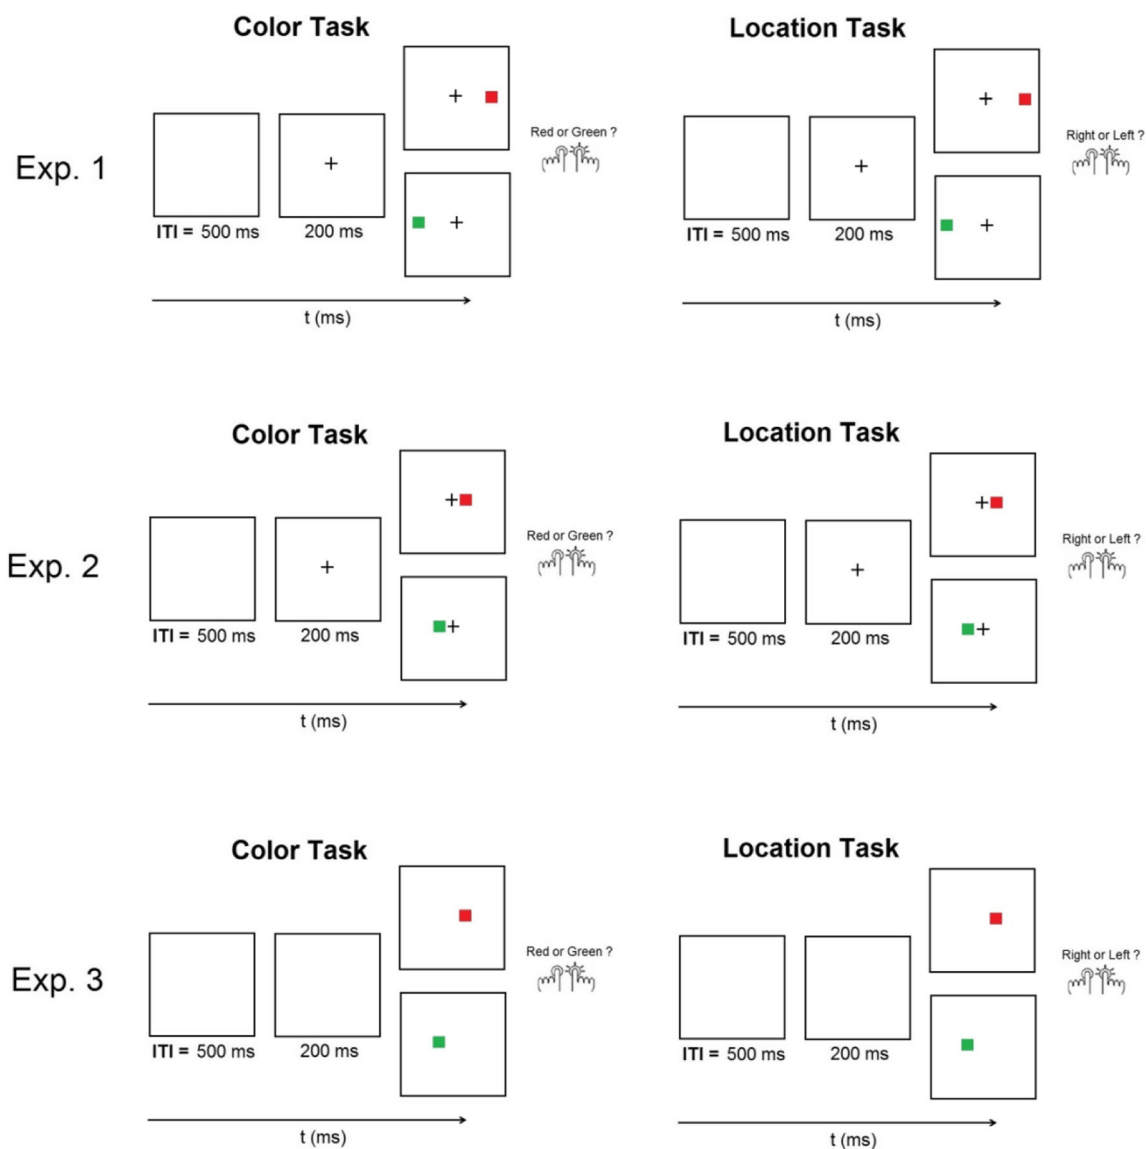 Color Task
Location Task
Exp. 1
Red or Green ?
Right or Left ?
ITI = 500 ms
200 ms
ITI = 500 ms
200 ms
t (ms)
t (ms)
Color Task
Location Task
Exp. 2
Red or Green ?
Right or Left ?
ITI = 500 ms
200 ms
ITI = 500 ms
200 ms
t (ms)
t (ms)
Color Task
Location Task
Exp. 3
Red or Green ?
Right or Left ?
ITI = 500 ms
200 ms
ITI = 500 ms
200 ms
t (ms)
t (ms)